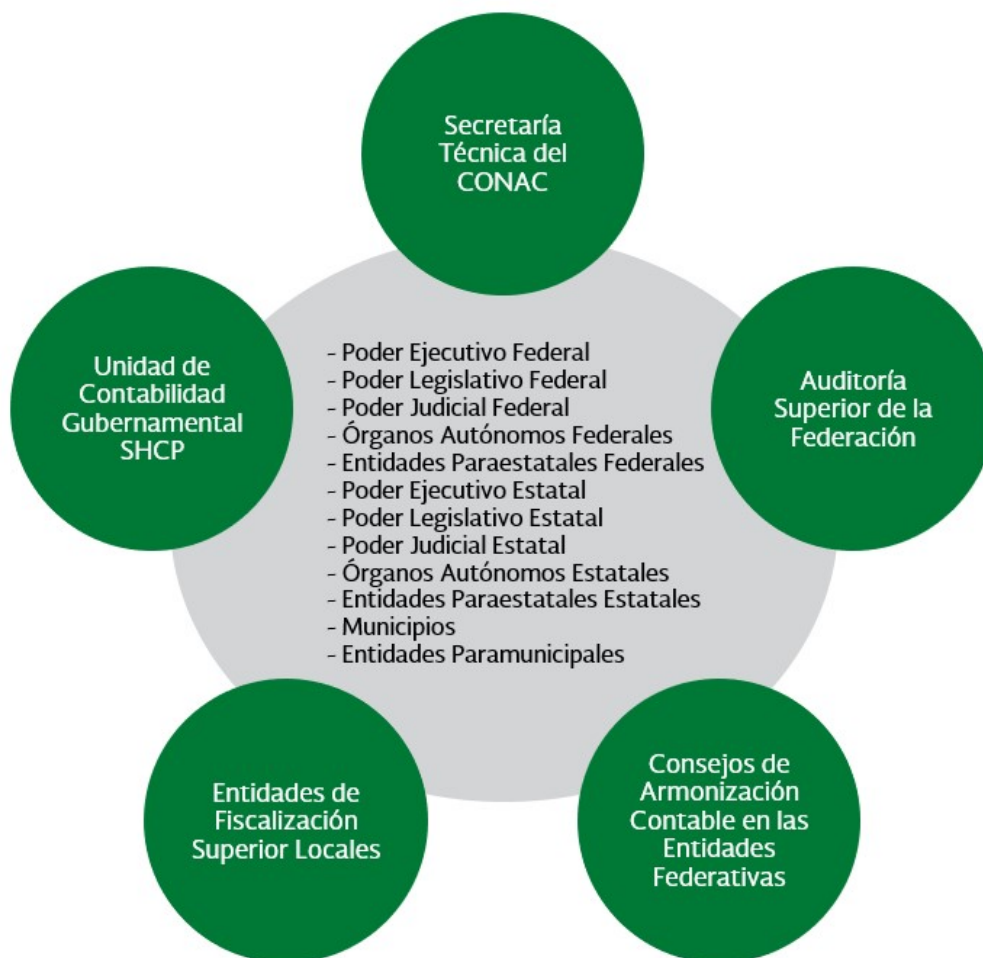 Secretaría
Técnica del
CONAC
Unidad de
Contabilidad
Gubernamental
SHCP
- Poder Ejecutivo Federal
- Poder Legislativo Federal
- Poder Judicial Federal
- Órganos Autónomos Federales
- Entidades Paraestatales Federales
- Poder Ejecutivo Estatal
- Poder Legislativo Estatal
- Poder Judicial Estatal
- Órganos Autónomos Estatales
- Entidades Paraestatales Estatales
- Municipios
- Entidades Paramunicipales
Auditoría
Superior de la
Federación
Entidades de
Fiscalización
Superior Locales
Consejos de
Armonización
Contable en las
Entidades
Federativas